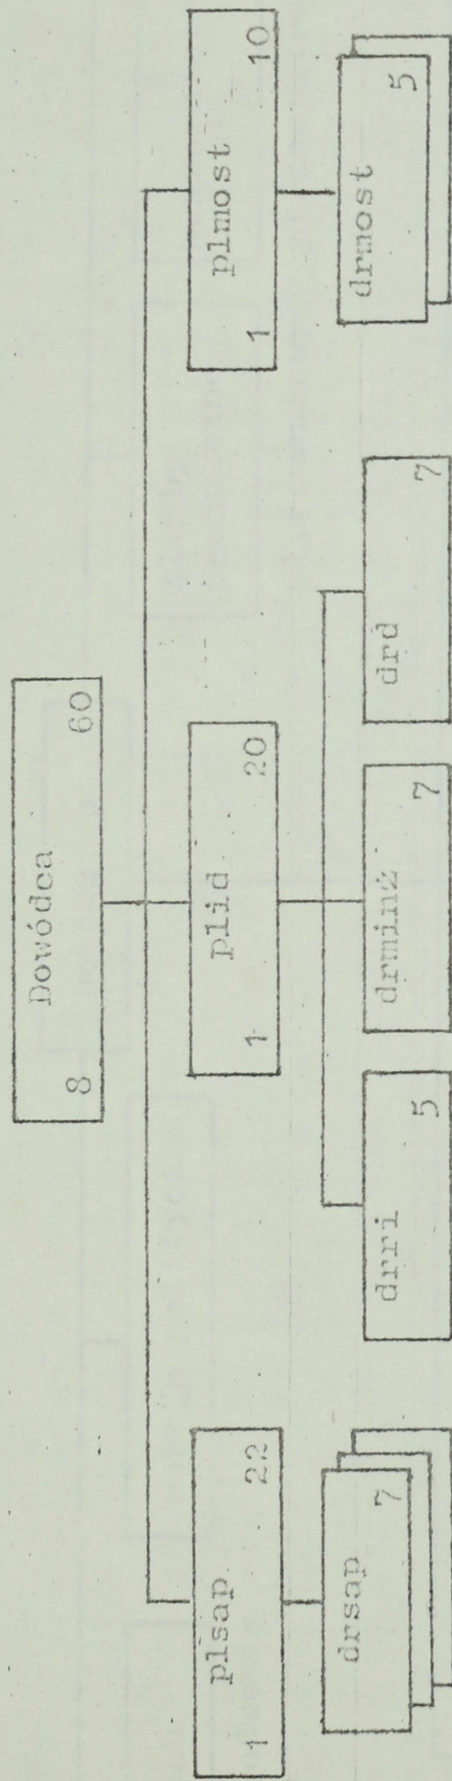 Dowódca
8 60
plsap
1 22
plid
1 20
plmost
1 10
drsap
7
drri
5
drminż
7
drd
7
drmost
5